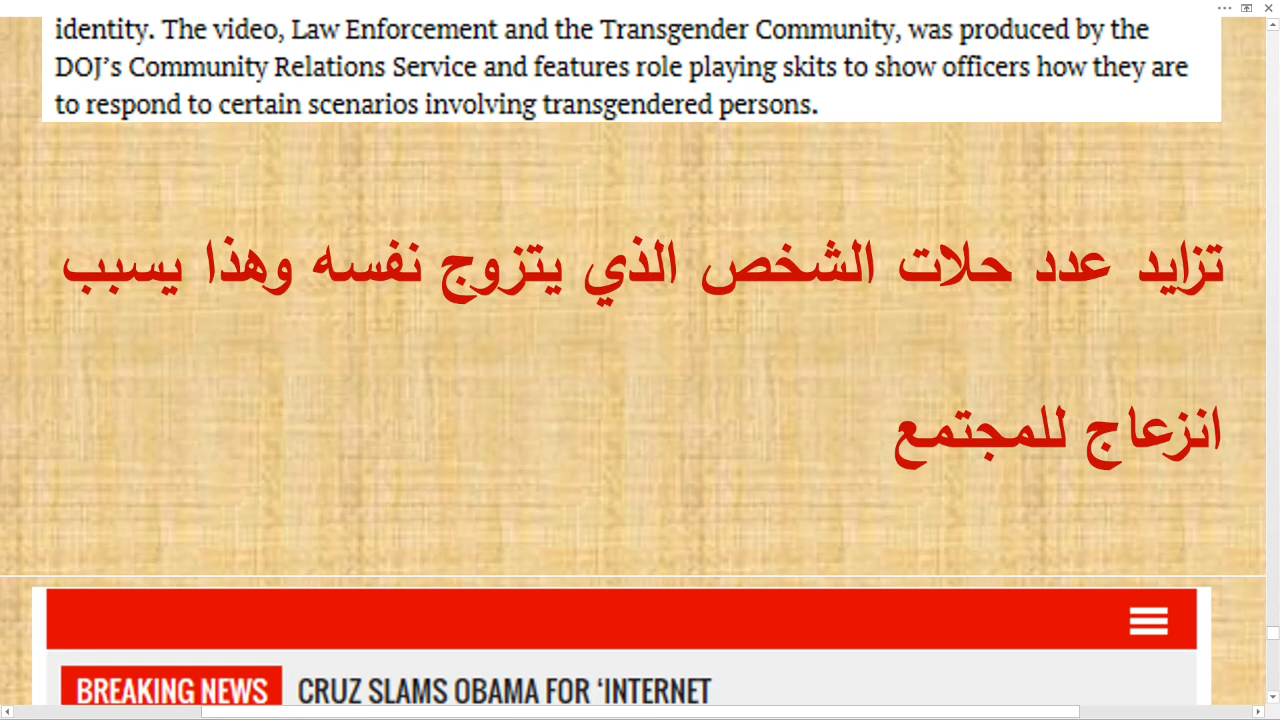 identity. The video, Law Enforcement and the Transgender Community, was produced by the
DOJ’s Community Relations Service and features role playing skits to show officers how they are
to respond to certain scenarios involving transgendered persons.
تزايد عدد حلات الشخص الذي يتزوج نفسه وهذا يسبب
انزعاج للمجتمع
BREAKING NEWS CRUZ SLAMS OBAMA FOR ‘INTERNET